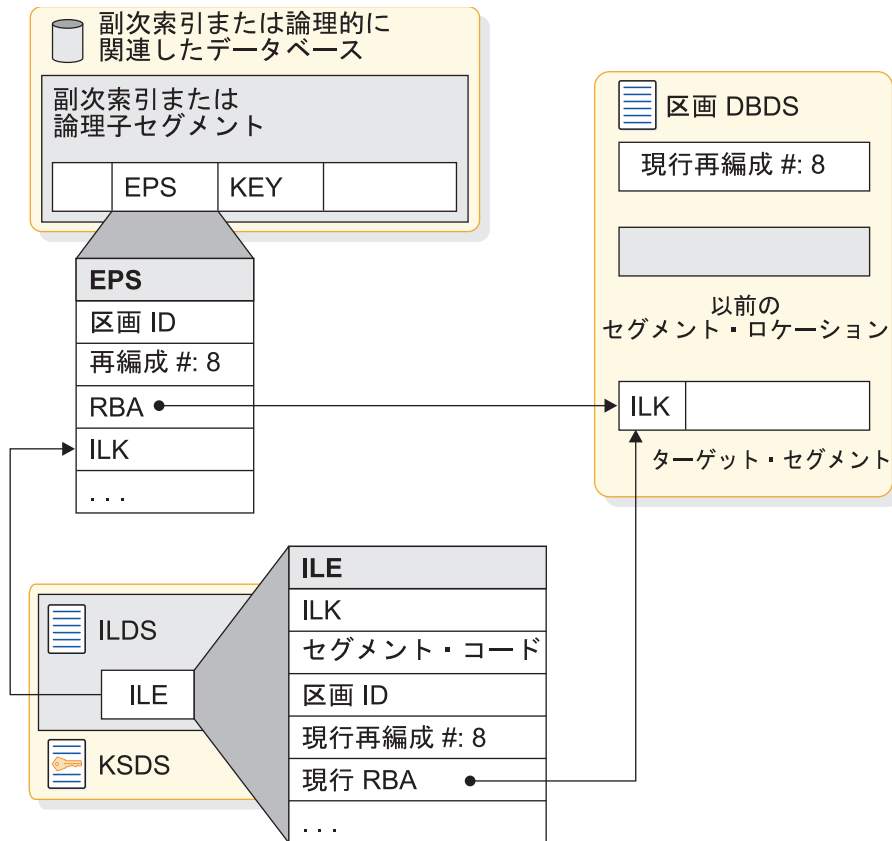 副次索引または論理的に
関連したデータベース
副次索引または
論理子セグメント
EPS KEY
EPS
区画 ID
再編成 #: 8
RBA
ILK
. . .
区画 DBDS
現行再編成 #: 8
以前の
セグメント・ロケーション
ILK
ターゲット・セグメント
ILDS
ILE
KSDS
ILE
ILK
セグメント・コード
区画 ID
現行再編成 #: 8
現行 RBA
. . .